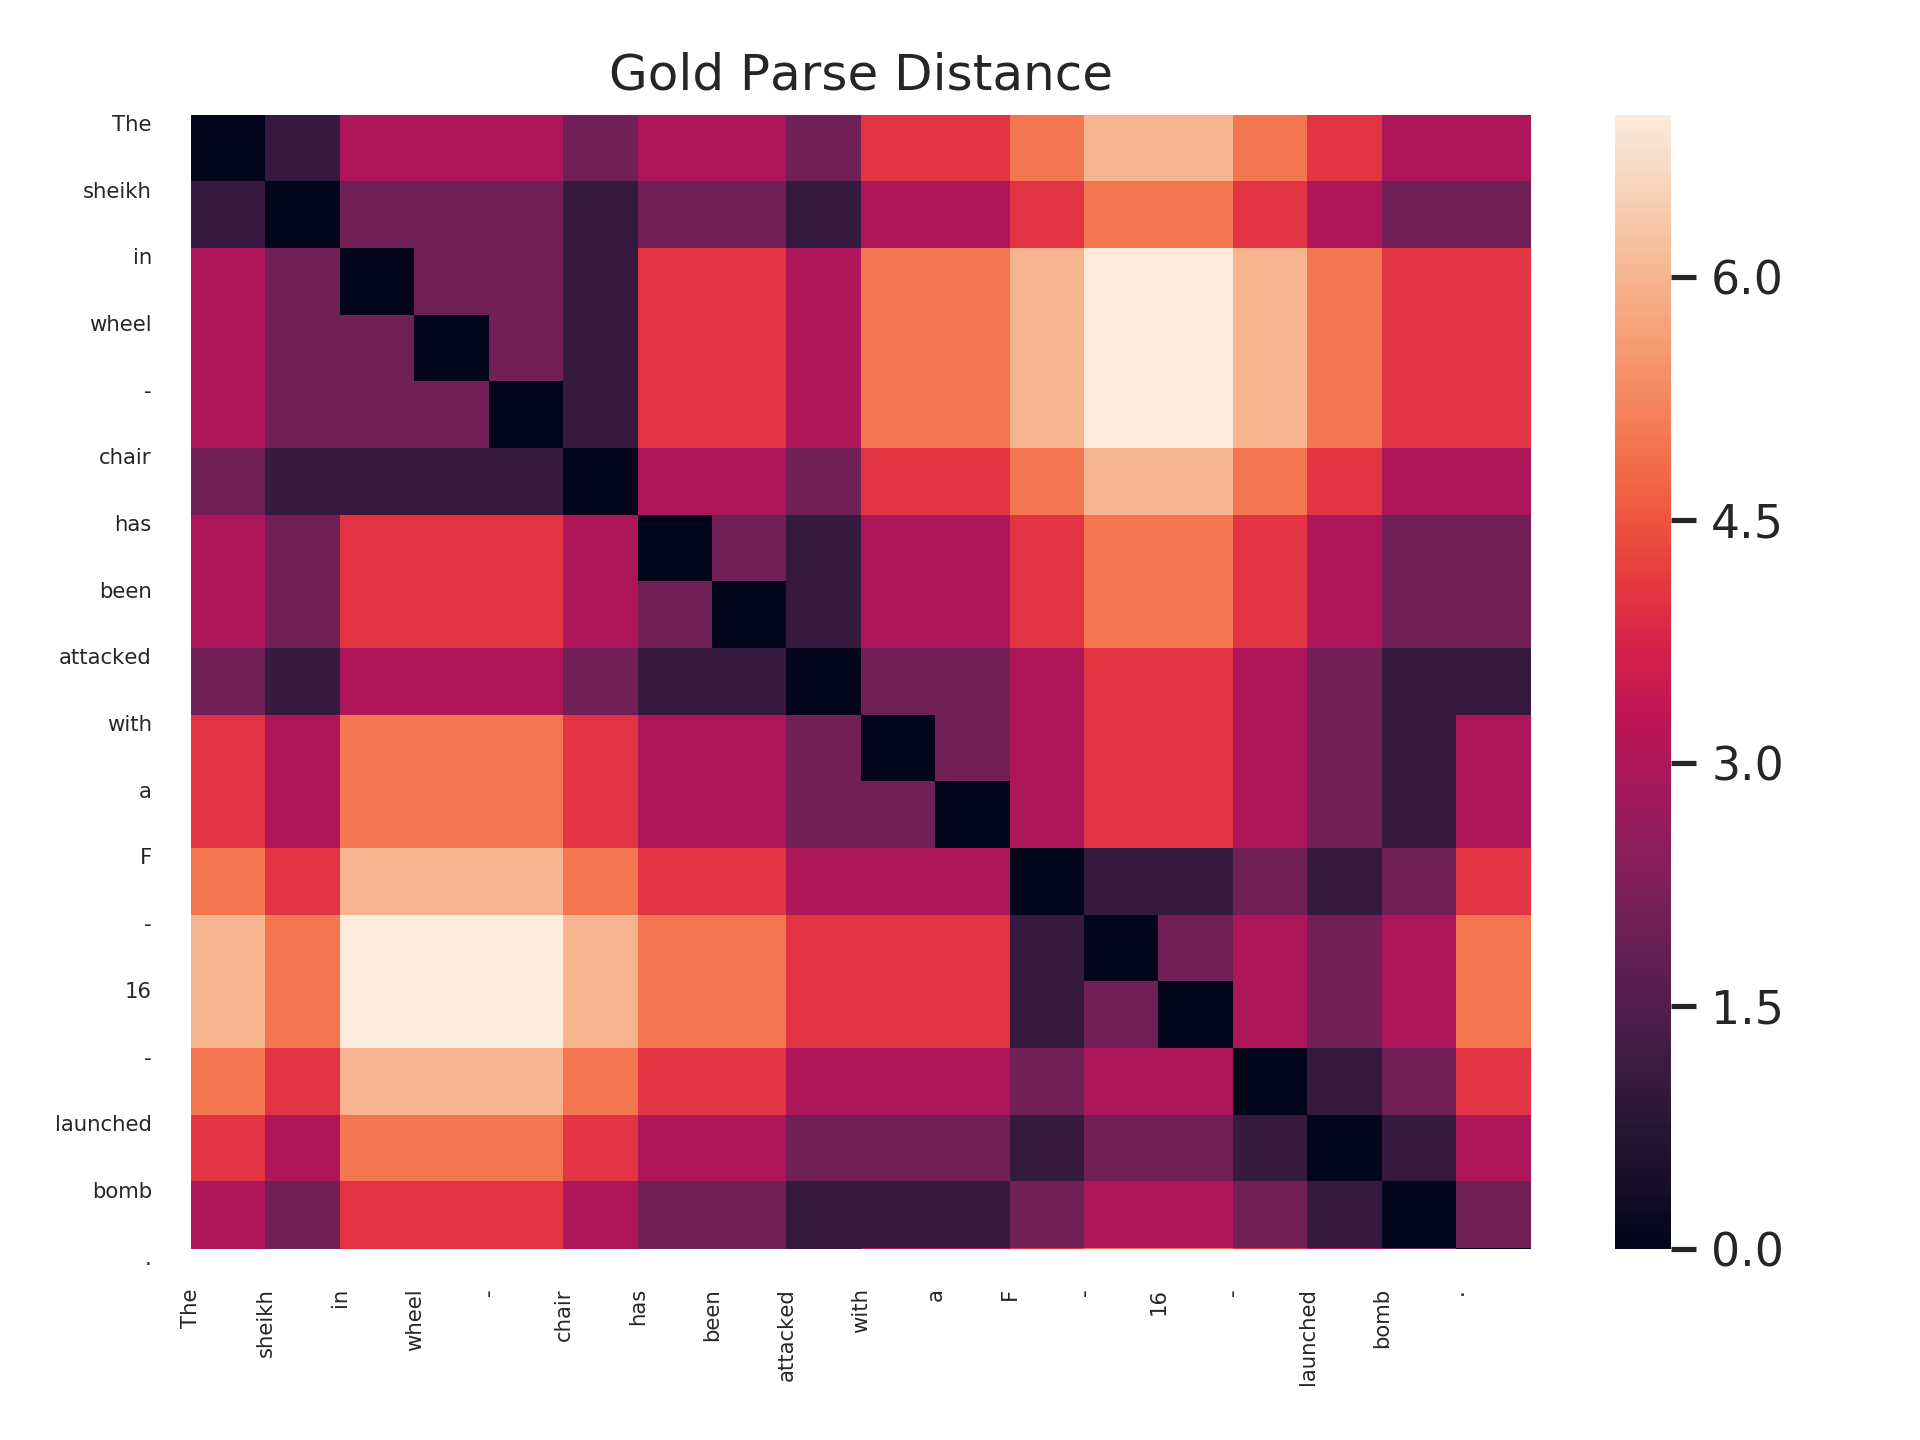 Gold Parse Distance
The
sheikh
in
wheel
-
chair
has
been
attacked
with
a
F
-
16
-
launched
bomb
.
The
sheikh
in
wheel
-
chair
has
been
attacked
with
a
F
-
16
-
launched
bomb
.
6.0
4.5
3.0
1.5
0.0